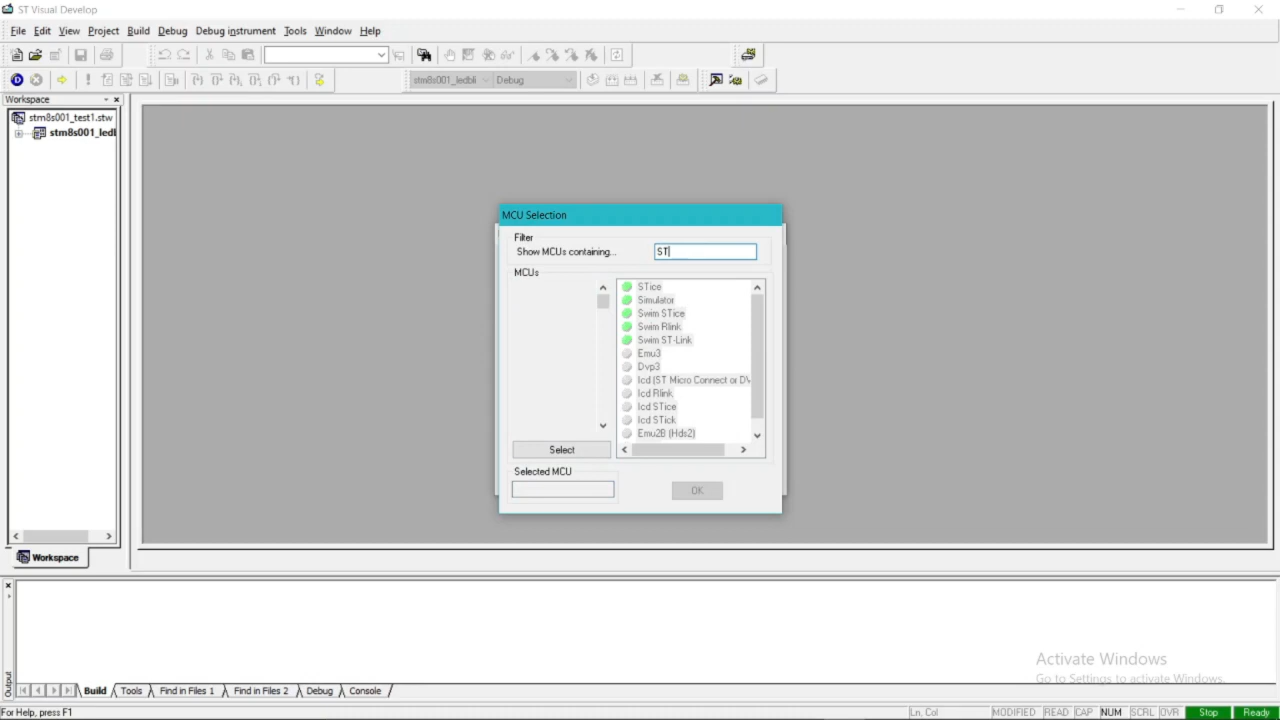 ST Visual Develop
File Edit View Project Build Debug Debug instrument Tools Window Help
stm8s001_ledbli Debug
Workspace
stm8s001_test1.stw
stm8s001_ledl
MCU Selection
Filter
Show MCUs containing... ST
MCUs
STice
Simulator
Swim STice
Swim Rlink
Swim ST-Link
Emu3
Dvp3
Icd (ST Micro Connect or DV
Icd Rlink
Icd STice
Icd STick
Emu2B (Hds2)
Select
Selected MCU
OK
Workspace
Output
Activate Windows
Go to Settings to activate Windows.
Build Tools Find in Files 1 Find in Files 2 Debug Console
For Help, press F1
Ln, Col MODIFIED READ CAP NUM SCRL OVR Stop Ready